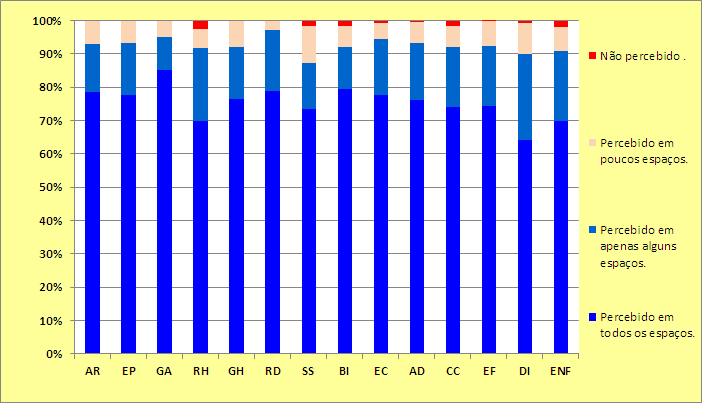 100%
90%
80%
70%
60%
50%
40%
30%
20%
10%
0%
AR EP GA RH GH RD SS BI EC AD CC EF DI ENF
Não percebido .
Percebido em
poucos espaços.
Percebido em
apenas alguns
espaços.
Percebido em
todos os espaços.